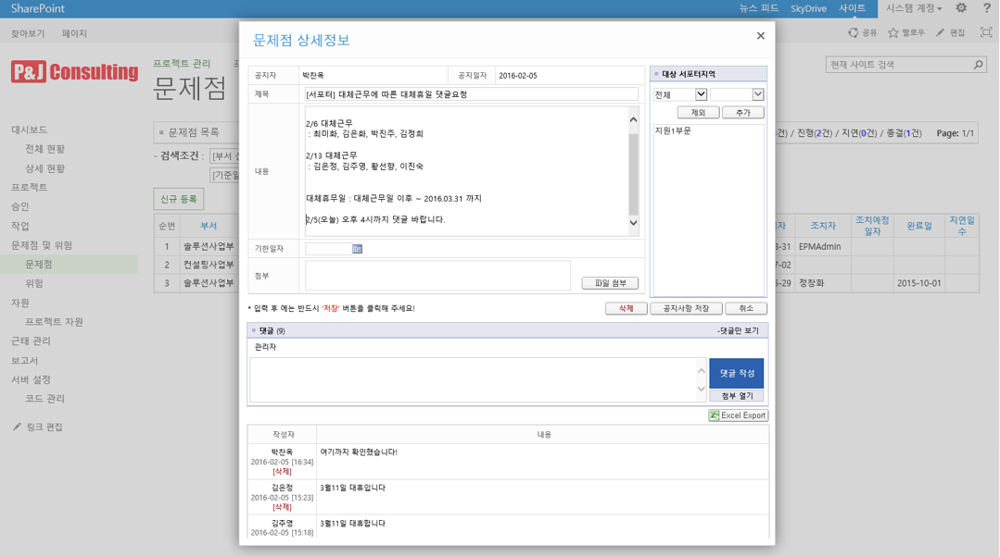 SharePoint
뉴스 피드 SkyDrive 사이트 시스템 계정 ?
찾아보기 페이지
공유 팔로우 편집
P&J Consulting
프로젝트 관리
문제점
현재 사이트 검색
대시보드
전체 현황
상세 현황
프로젝트
승인
작업
문제점 및 위험
문제점
위험
자원
프로젝트 자원
근태 관리
보고서
서버 설정
코드 관리
링크 편집
문제점 목록
건) / 진행(2건) / 지연(0건) / 종결(1건) Page: 1/1
- 검색조건 : [부서
[기준일
신규 등록
순번 부서 자 조치자 조치예정일자 완료일 지연일수
1 솔루션사업부 -31 EPMAdmin
2 컨설팅사업부 -02
3 솔루션사업부 -29 정창화 2015-10-01
문제점 상세정보
공지자 박찬옥 공지일자 2016-02-05
제목 [서포터] 대체근무에 따른 대체휴일 댓글요청
내용
2/6 대체근무
: 최미화, 김은화, 박진주, 김정희
2/13 대체근무
: 김은정, 김주영, 황선향, 이진숙
대체휴무일 : 대체근무일 이후 ~ 2016.03.31 까지
2/5(오늘) 오후 4시까지 댓글 바랍니다.
기한일자
첨부 파일 첨부
대상 서포터지역
전체
제외 추가
지원1부문
* 입력 후 에는 반드시 '저장' 버튼을 클릭해 주세요!
삭제 공지사항 저장 취소
댓글 (9) -댓글만 보기
관리자
댓글 작성
첨부 열기
Excel Export
작성자 내용
박찬옥 여기까지 확인했습니다!
2016-02-05 [16:34]
[삭제]
김은정 3월11일 대휴입니다
2016-02-05 [15:23]
[삭제]
김주영 3월11일 대휴합니다
2016-02-05 [15:18]